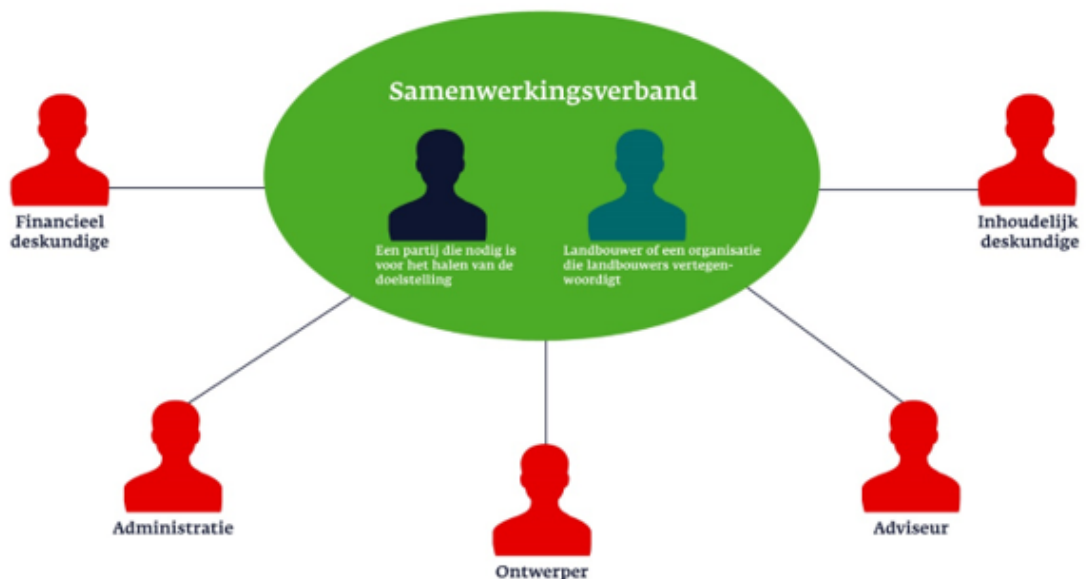 Samenwerkingsverband
Een partij die nodig is
voor het halen van de
doelstelling
Landbouwer of een organisatie
die landbouwers vertegen-
woordigt
Financieel
deskundige
Inhoudelijk
deskundige
Administratie
Adviseur
Ontwerper